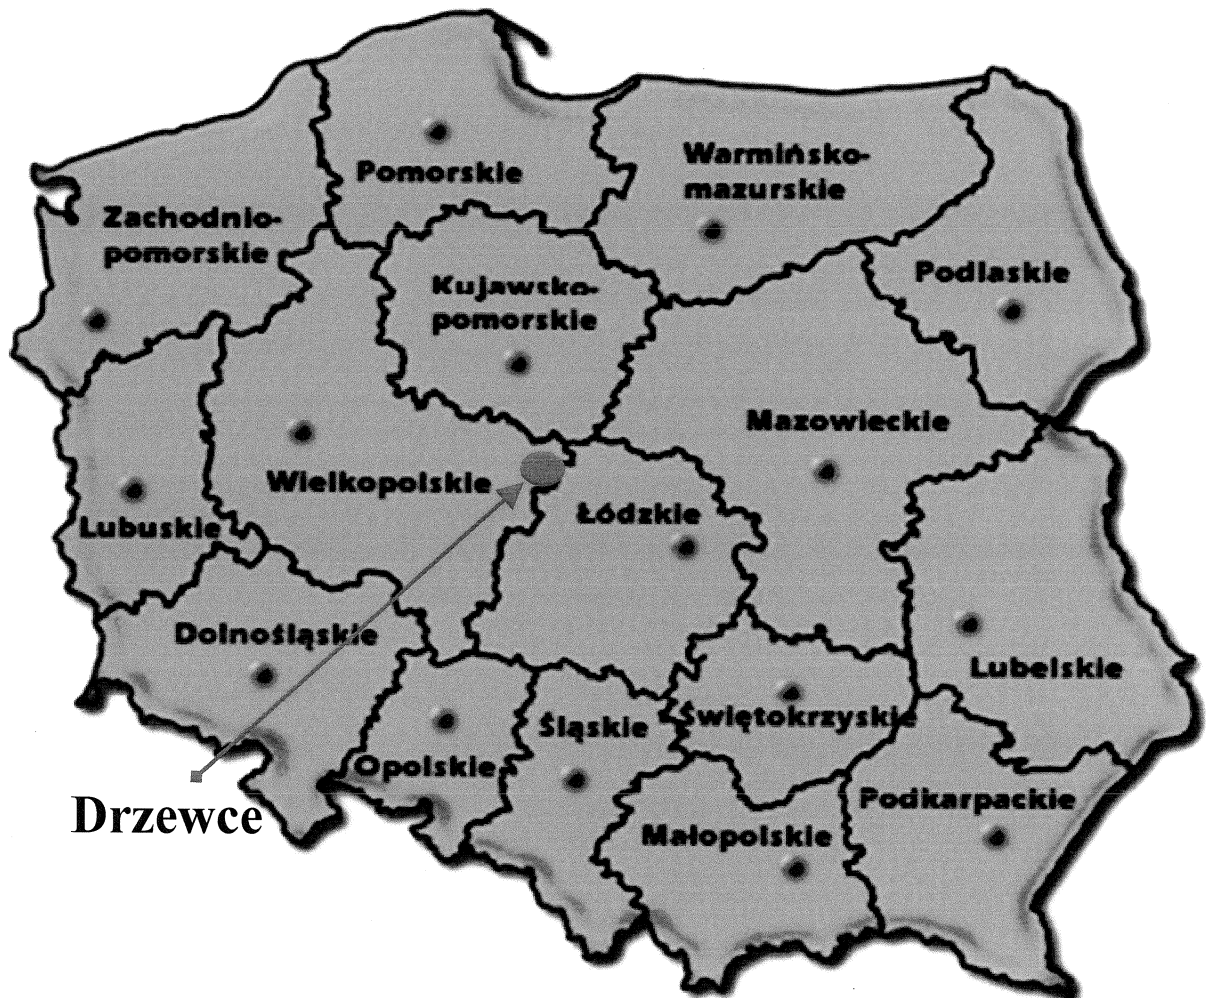 Pomorskie
Warmińsko-
mazurskie
Zachodnio-
pomorskie
Kujawsko-
pomorskie
Podlaskie
Mazowieckie
Wielkopolskie
Lubuskie
Łódzkie
Dolnośląskie
Lubelskie
Śląskie
Świętokrzyskie
Opolskie
Podkarpackie
Małopolskie
Drzewce